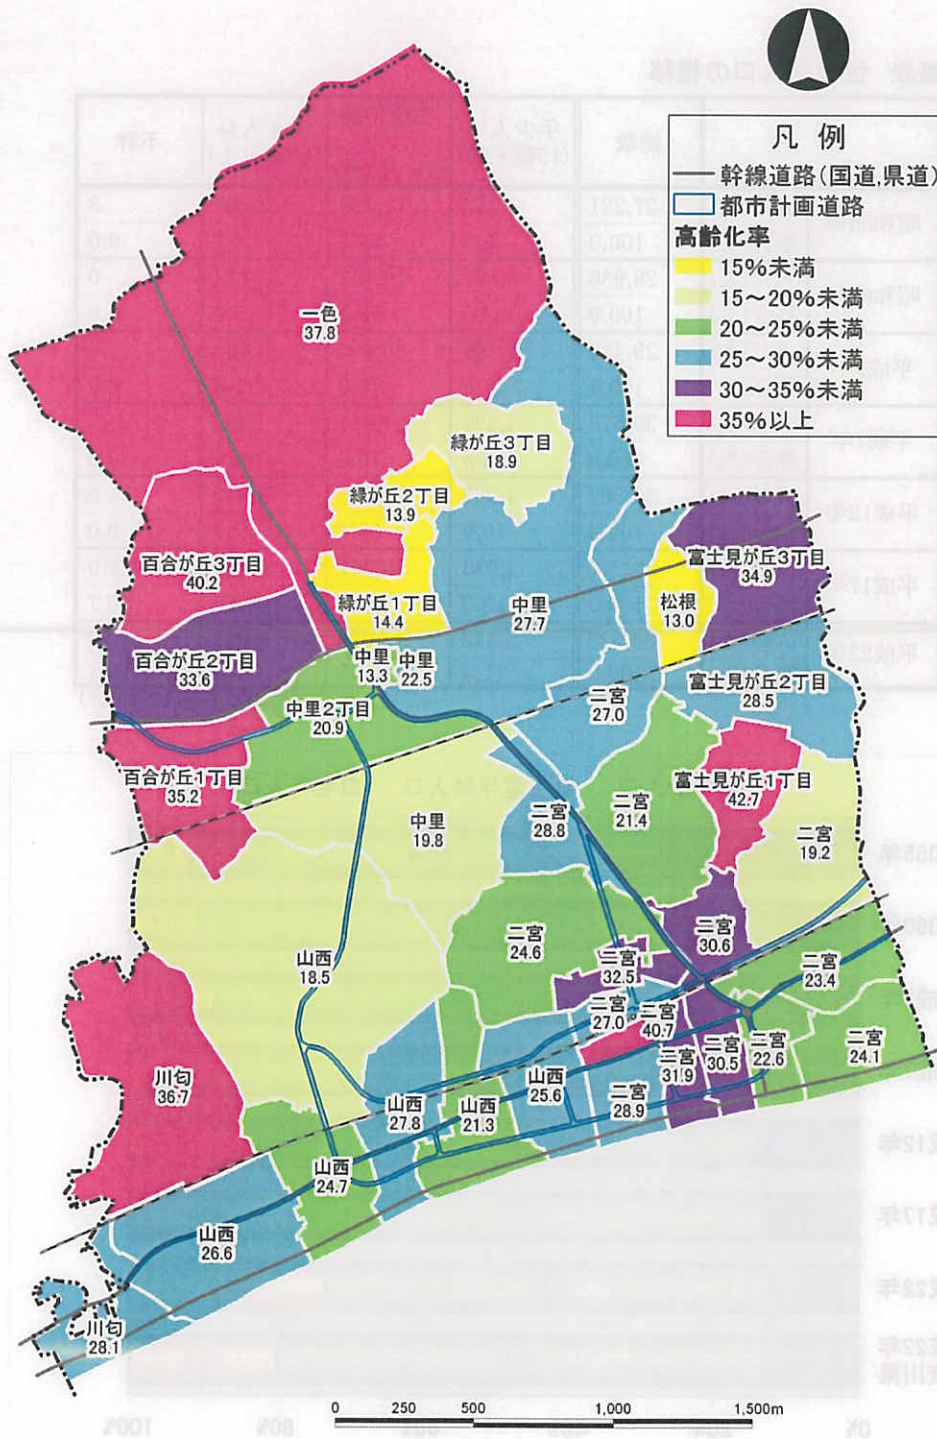 凡例
幹線道路(国道,県道)
都市計画道路
高齢化率
15%未満
15～20%未満
20～25%未満
25～30%未満
30～35%未満
35%以上
一色
37.8
緑が丘3丁目
18.9
緑が丘2丁目
13.9
百合が丘3丁目
40.2
緑が丘1丁目
14.4
中里
27.7
松根
13.0
富士見が丘3丁目
34.9
百合が丘2丁目
33.6
中里
13.3
中里
22.5
二宮
27.0
富士見が丘2丁目
28.5
中里2丁目
20.9
百合が丘1丁目
35.2
中里
19.8
二宮
28.8
二宮
21.4
富士見が丘1丁目
42.7
二宮
19.2
山西
18.5
二宮
24.6
二宮
32.5
二宮
30.6
二宮
23.4
二宮
27.0
二宮
40.7
二宮
31.9
二宮
30.5
二宮
22.6
二宮
24.1
川匂
36.7
山西
27.8
山西
21.3
山西
25.6
二宮
28.9
山西
24.7
山西
26.6
川匂
28.1
0 250 500 1,000 1,500m